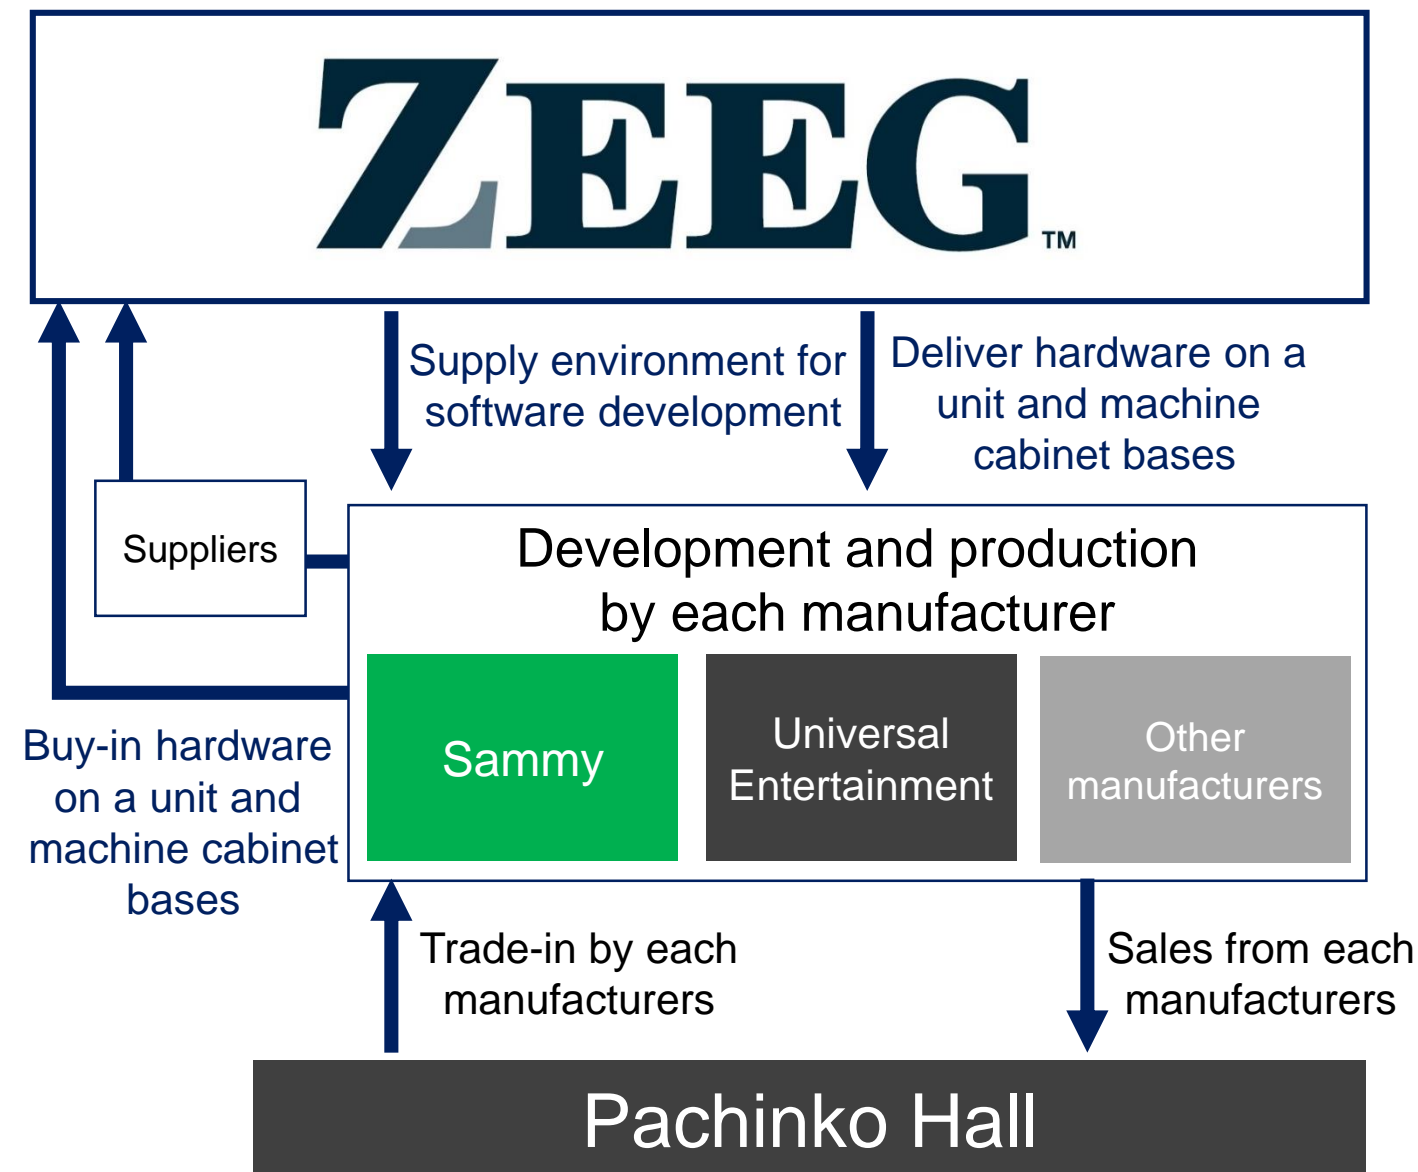 ZEEG™
Supply environment for
software development
Deliver hardware on a
unit and machine
cabinet bases
Suppliers
Development and production
by each manufacturer
Sammy
Universal
Entertainment
Other
manufacturers
Buy-in hardware
on a unit and
machine cabinet
bases
Trade-in by each
manufacturers
Sales from each
manufacturers
Pachinko Hall